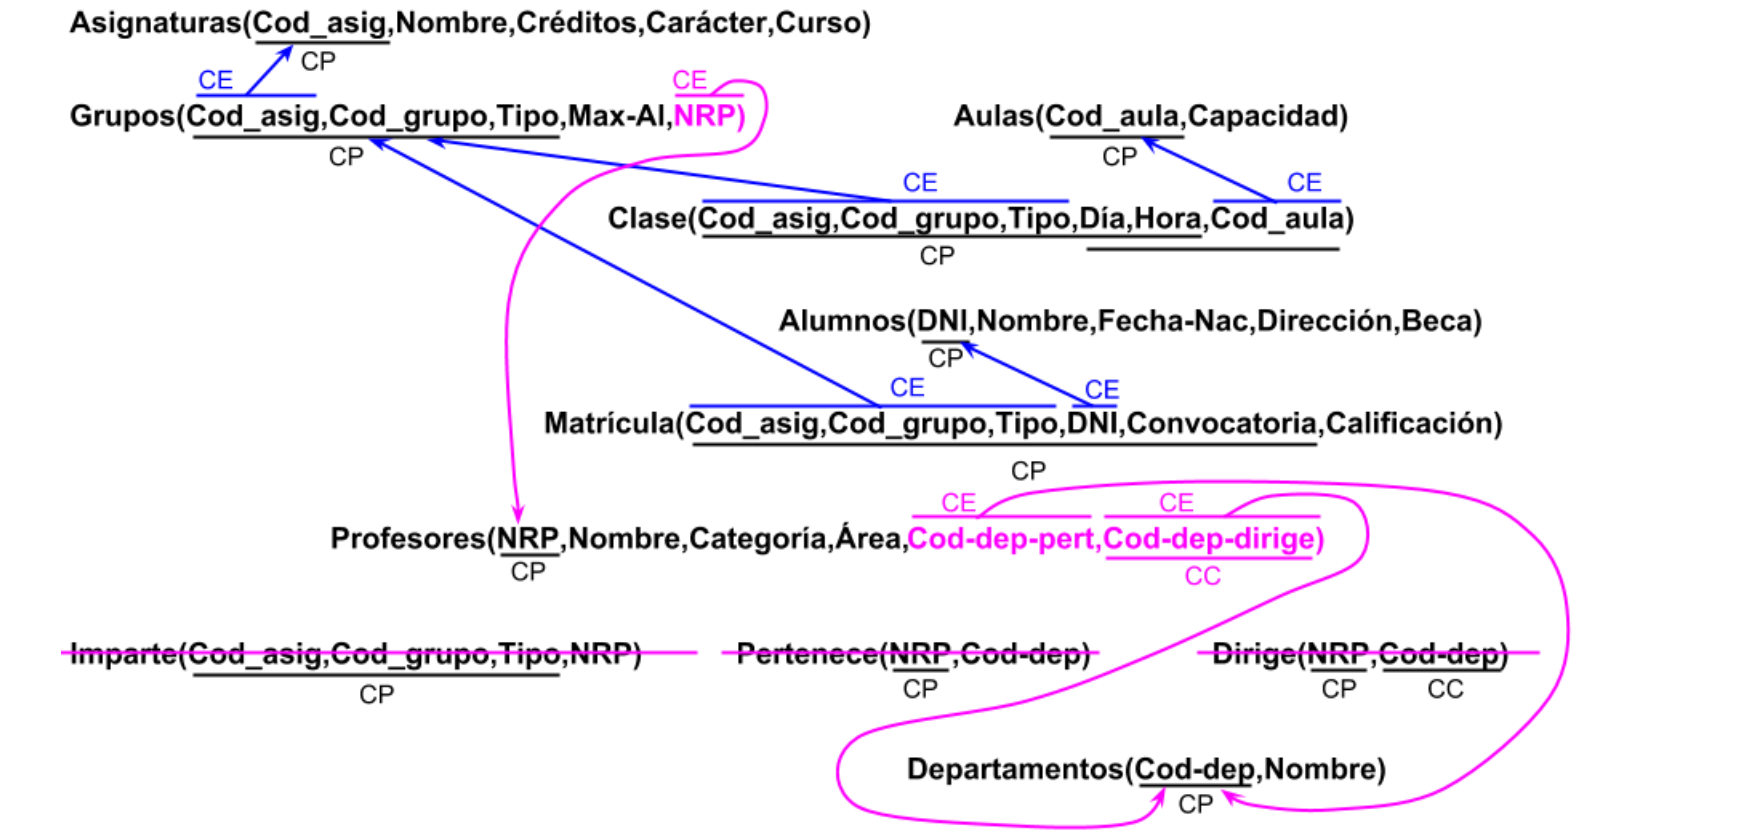 Asignaturas(Cod_asig,Nombre,Créditos,Carácter,Curso)
CP
CE
CE
Grupos(Cod_asig,Cod_grupo,Tipo,Max-Al,NRP)
CP
Aulas(Cod_aula,Capacidad)
CP
CE
CE
Clase(Cod_asig,Cod_grupo,Tipo,Día,Hora,Cod_aula)
CP
Alumnos(DNI,Nombre,Fecha-Nac,Dirección,Beca)
CP
CE
CE
Matrícula(Cod_asig,Cod_grupo,Tipo,DNI,Convocatoria,Calificación)
CP
CE
CE
Profesores(NRP,Nombre,Categoría,Área,Cod-dep-pert,Cod-dep-dirige)
CP
CC
Imparte(Cod_asig,Cod_grupo,Tipo,NRP)
CP
Pertenece(NRP,Cod-dep)
CP
Dirige(NRP,Cod-dep)
CP
CC
Departamentos(Cod-dep,Nombre)
CP